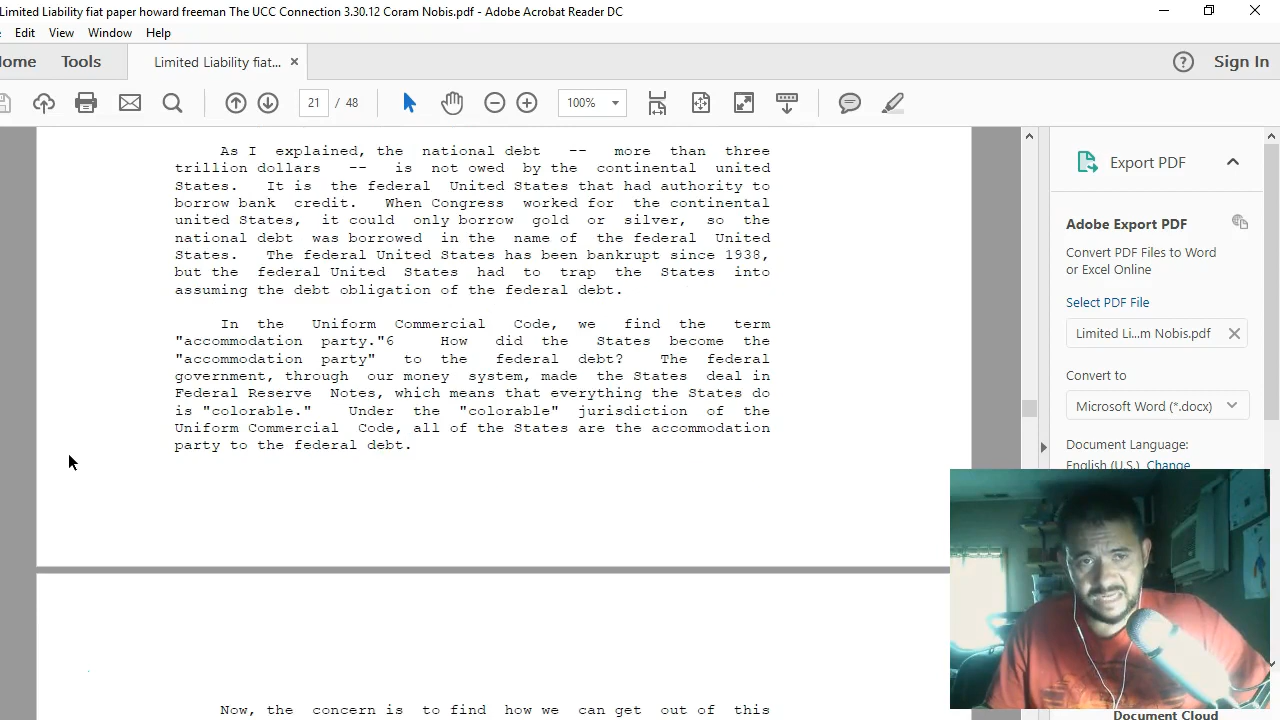 Limited Liability fiat paper howard freeman The UCC Connection 3.30.12 Coram Nobis.pdf - Adobe Acrobat Reader DC
Edit View Window Help
ome Tools Limited Liability fiat... ×
? Sign In
21 / 48 100%
As I explained, the national debt -- more than three
trillion dollars -- is not owed by the continental united
States. It is the federal United States that had authority to
borrow bank credit. When Congress worked for the continental
united States, it could only borrow gold or silver, so the
national debt was borrowed in the name of the federal United
States. The federal United States has been bankrupt since 1938,
but the federal United States had to trap the States into
assuming the debt obligation of the federal debt.
In the Uniform Commercial Code, we find the term
"accommodation party."6 How did the States become the
"accommodation party" to the federal debt? The federal
government, through our money system, made the States deal in
Federal Reserve Notes, which means that everything the States do
is "colorable." Under the "colorable" jurisdiction of the
Uniform Commercial Code, all of the States are the accommodation
party to the federal debt.
Now, the concern is to find how we can get out of this
Export PDF
Adobe Export PDF
Convert PDF Files to Word
or Excel Online
Select PDF File
Limited Li...m Nobis.pdf
Convert to
Microsoft Word (*.docx)
Document Language:
English (U.S.) Change
Document Cloud